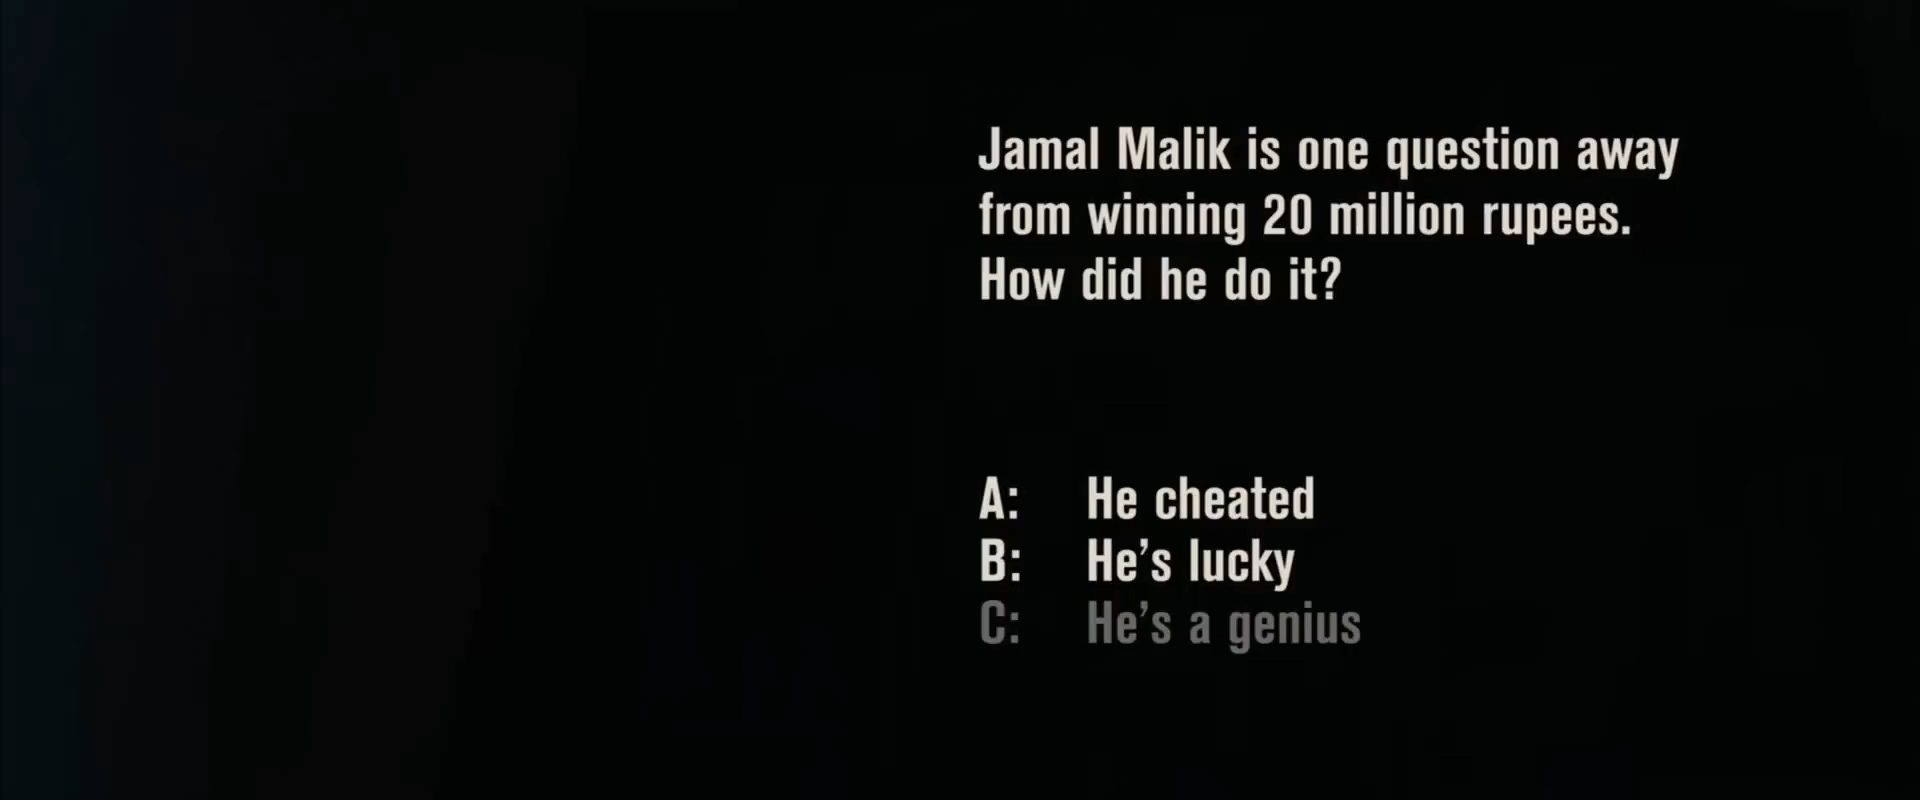 Jamal Malik is one question away
from winning 20 million rupees.
How did he do it?
A: He cheated
B: He's lucky
C: He's a genius